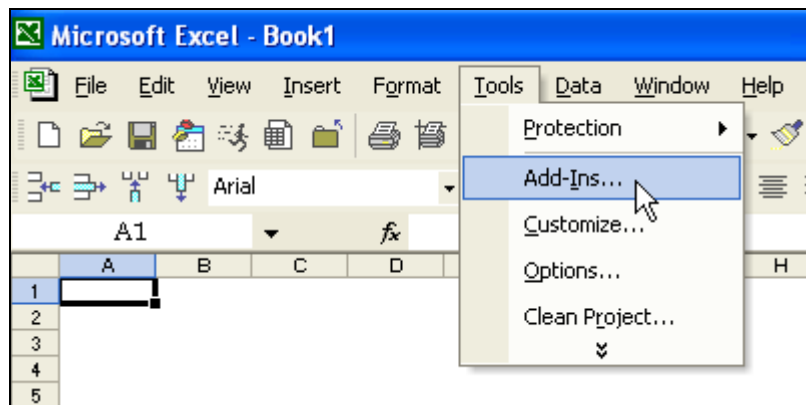 Microsoft Excel - Book1
File Edit View Insert Format Tools Data Window Help
Protection
Arial
Add-Ins...
A1 fx
Customize...
A B C D H
Options...
1
2
Clean Project...
3
4
5